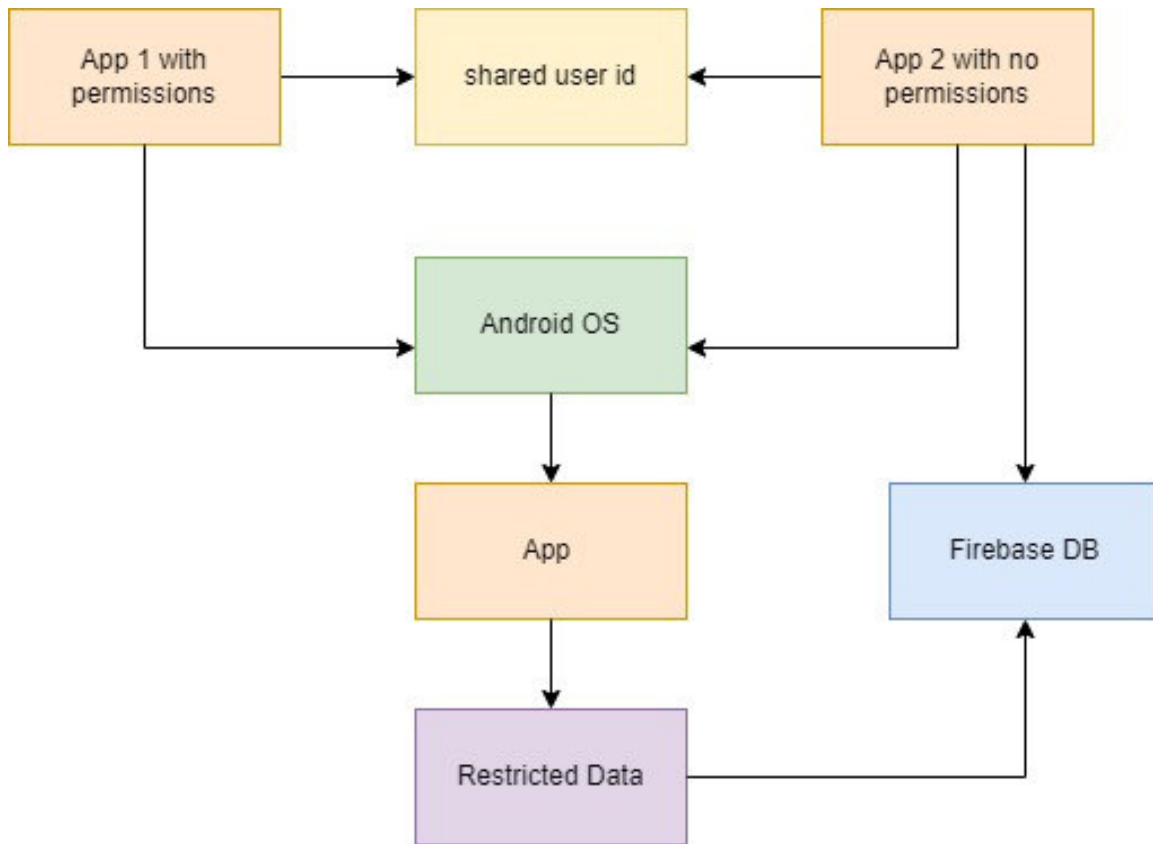 App 1 with
permissions
shared user id
App 2 with no
permissions
Android OS
App
Firebase DB
Restricted Data